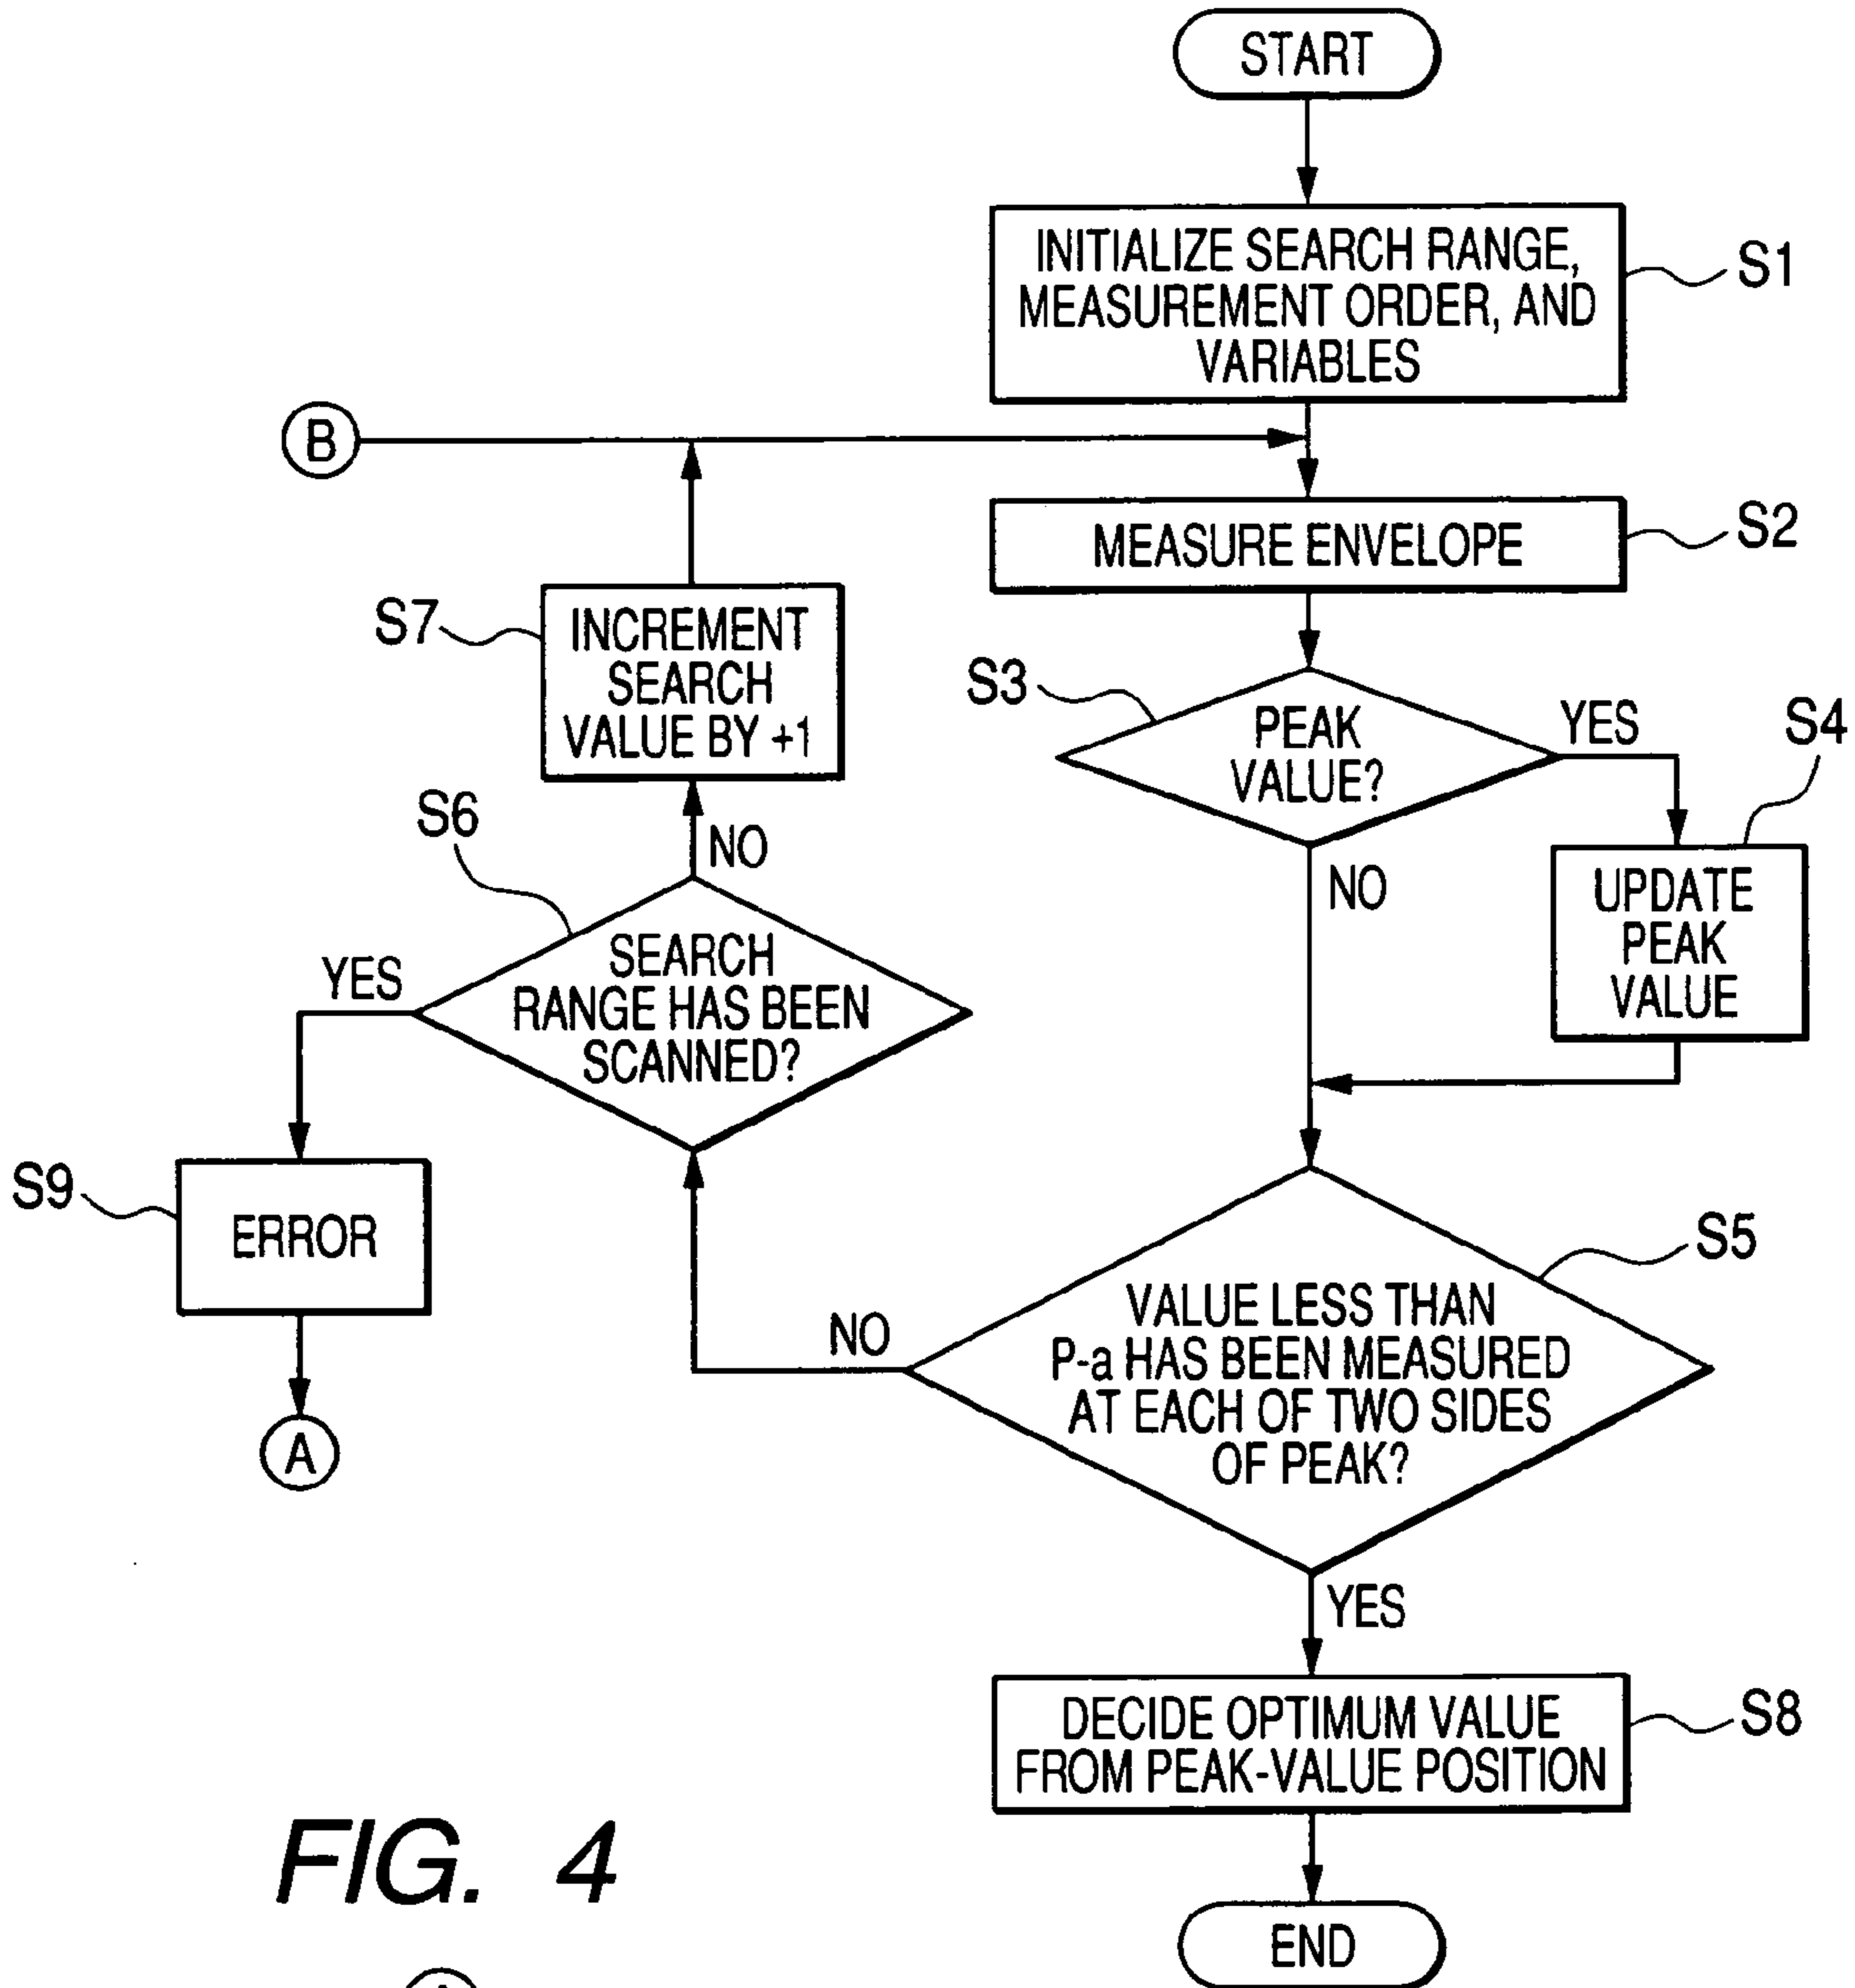 START
INITIALIZE SEARCH RANGE,
MEASUREMENT ORDER, AND
VARIABLES
S1
B
MEASURE ENVELOPE
S2
S7
INCREMENT
SEARCH
VALUE BY +1
S3
PEAK
VALUE?
YES
S4
NO
UPDATE
PEAK
VALUE
S6
NO
SEARCH
RANGE HAS BEEN
SCANNED?
YES
S9
ERROR
A
S5
VALUE LESS THAN
P-a HAS BEEN MEASURED
AT EACH OF TWO SIDES
OF PEAK?
NO
YES
DECIDE OPTIMUM VALUE
FROM PEAK-VALUE POSITION
S8
END
FIG. 4